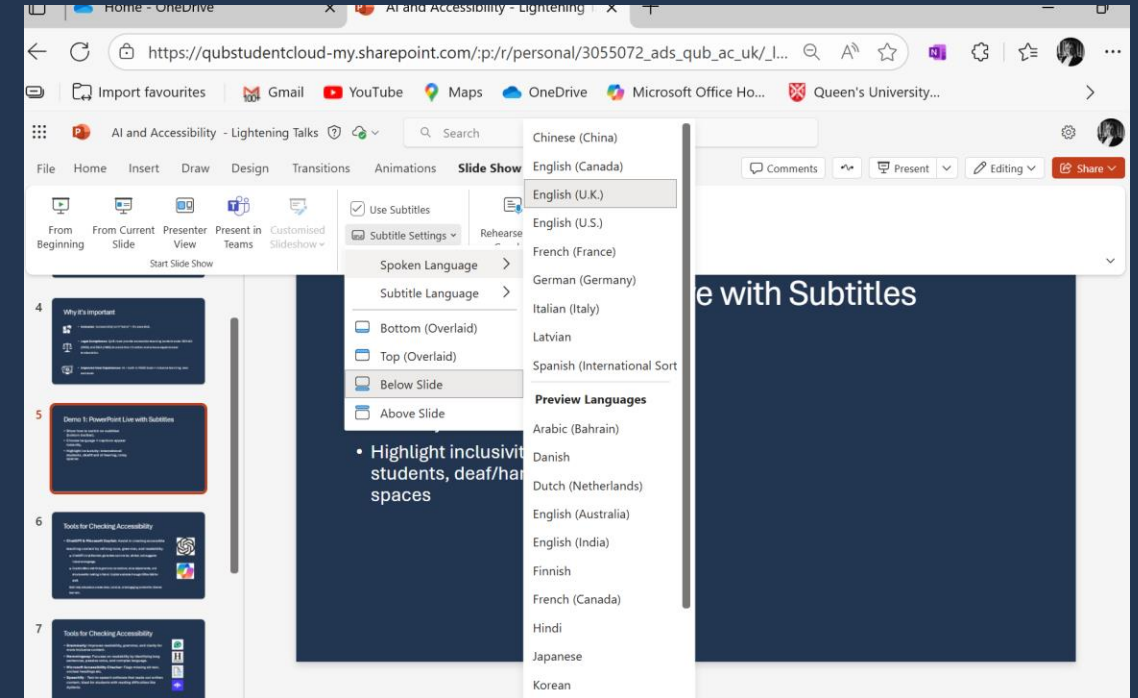 Home - OneDrive
AI and Accessibility - Lightening
https://qubstudentcloud-my.sharepoint.com/:p:/r/personal/3055072_ads_qub_ac_uk/_l...
Import favourites
Gmail
YouTube
Maps
OneDrive
Microsoft Office Ho...
Queen's University...
AI and Accessibility - Lightening Talks
Search
File
Home
Insert
Draw
Design
Transitions
Animations
Slide Show
Comments
Present
Editing
Share
From Beginning
From Current Slide
Presenter View
Present in Teams
Customised Slideshow
Start Slide Show
Use Subtitles
Subtitle Settings
Rehearse
Spoken Language
Subtitle Language
Bottom (Overlaid)
Top (Overlaid)
Below Slide
Above Slide
Chinese (China)
English (Canada)
English (U.K.)
English (U.S.)
French (France)
German (Germany)
Italian (Italy)
Latvian
Spanish (International Sort
Preview Languages
Arabic (Bahrain)
Danish
Dutch (Netherlands)
English (Australia)
English (India)
Finnish
French (Canada)
Hindi
Japanese
Korean
4
Why it's important
5
Demo 1: PowerPoint Live with Subtitles
6
Tools for Checking Accessibility
7
Tools for Checking Accessibility
e with Subtitles
• Highlight inclusivit
students, deaf/har
spaces